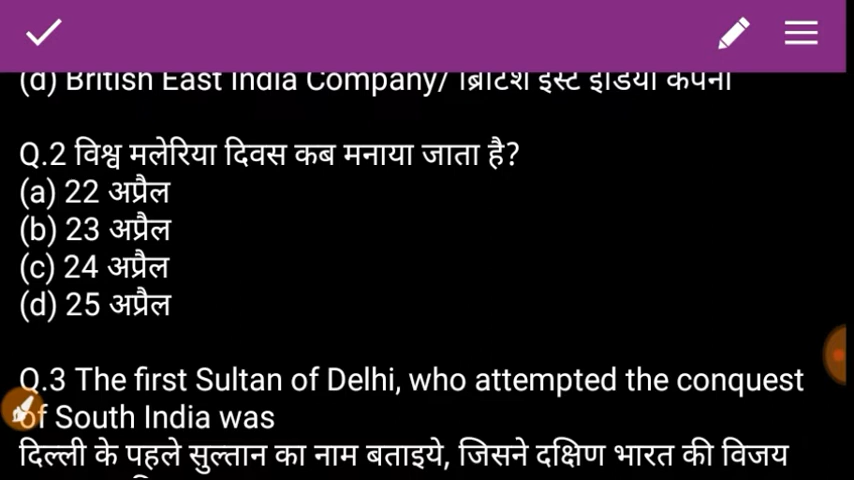 (d) British East India Company/ ब्रिटिश ईस्ट इंडिया कंपनी
Q.2 विश्व मलेरिया दिवस कब मनाया जाता है?
(a) 22 अप्रैल
(b) 23 अप्रैल
(c) 24 अप्रैल
(d) 25 अप्रैल
Q.3 The first Sultan of Delhi, who attempted the conquest
of South India was
दिल्ली के पहले सुल्तान का नाम बताइये, जिसने दक्षिण भारत की विजय